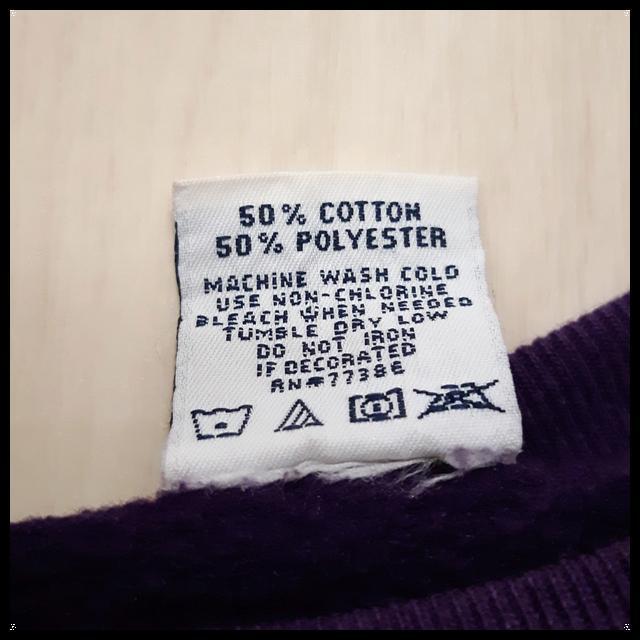 50% COTTON
50% POLYESTER
MACHINE WASH COLD
USE NON-CHLORINE
BLEACH WHEN NEEDED
TUMBLE DRY LOW
DO NOT IRON
IF DECORATED
RN#77386